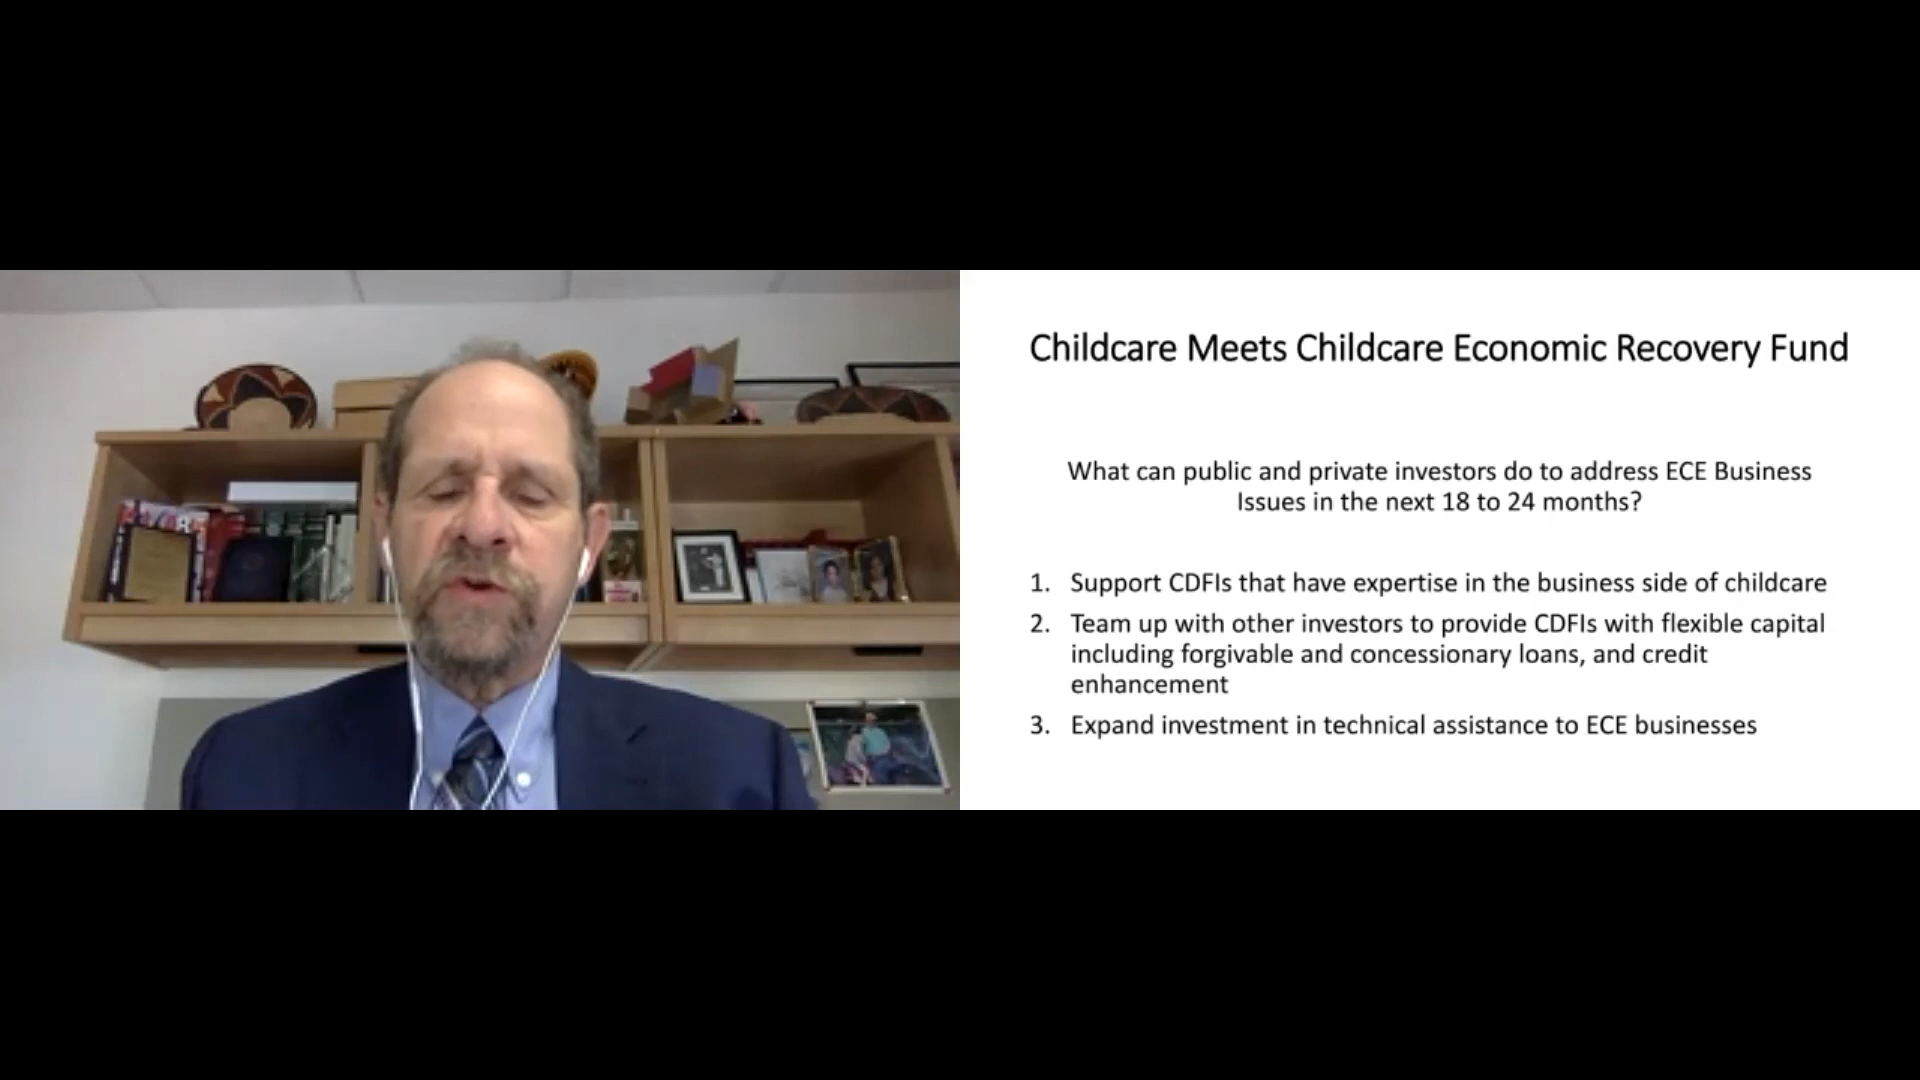 Childcare Meets Childcare Economic Recovery Fund
What can public and private investors do to address ECE Business
Issues in the next 18 to 24 months?
1. Support CDFIs that have expertise in the business side of childcare
2. Team up with other investors to provide CDFIs with flexible capital
including forgivable and concessionary loans, and credit
enhancement
3. Expand investment in technical assistance to ECE businesses